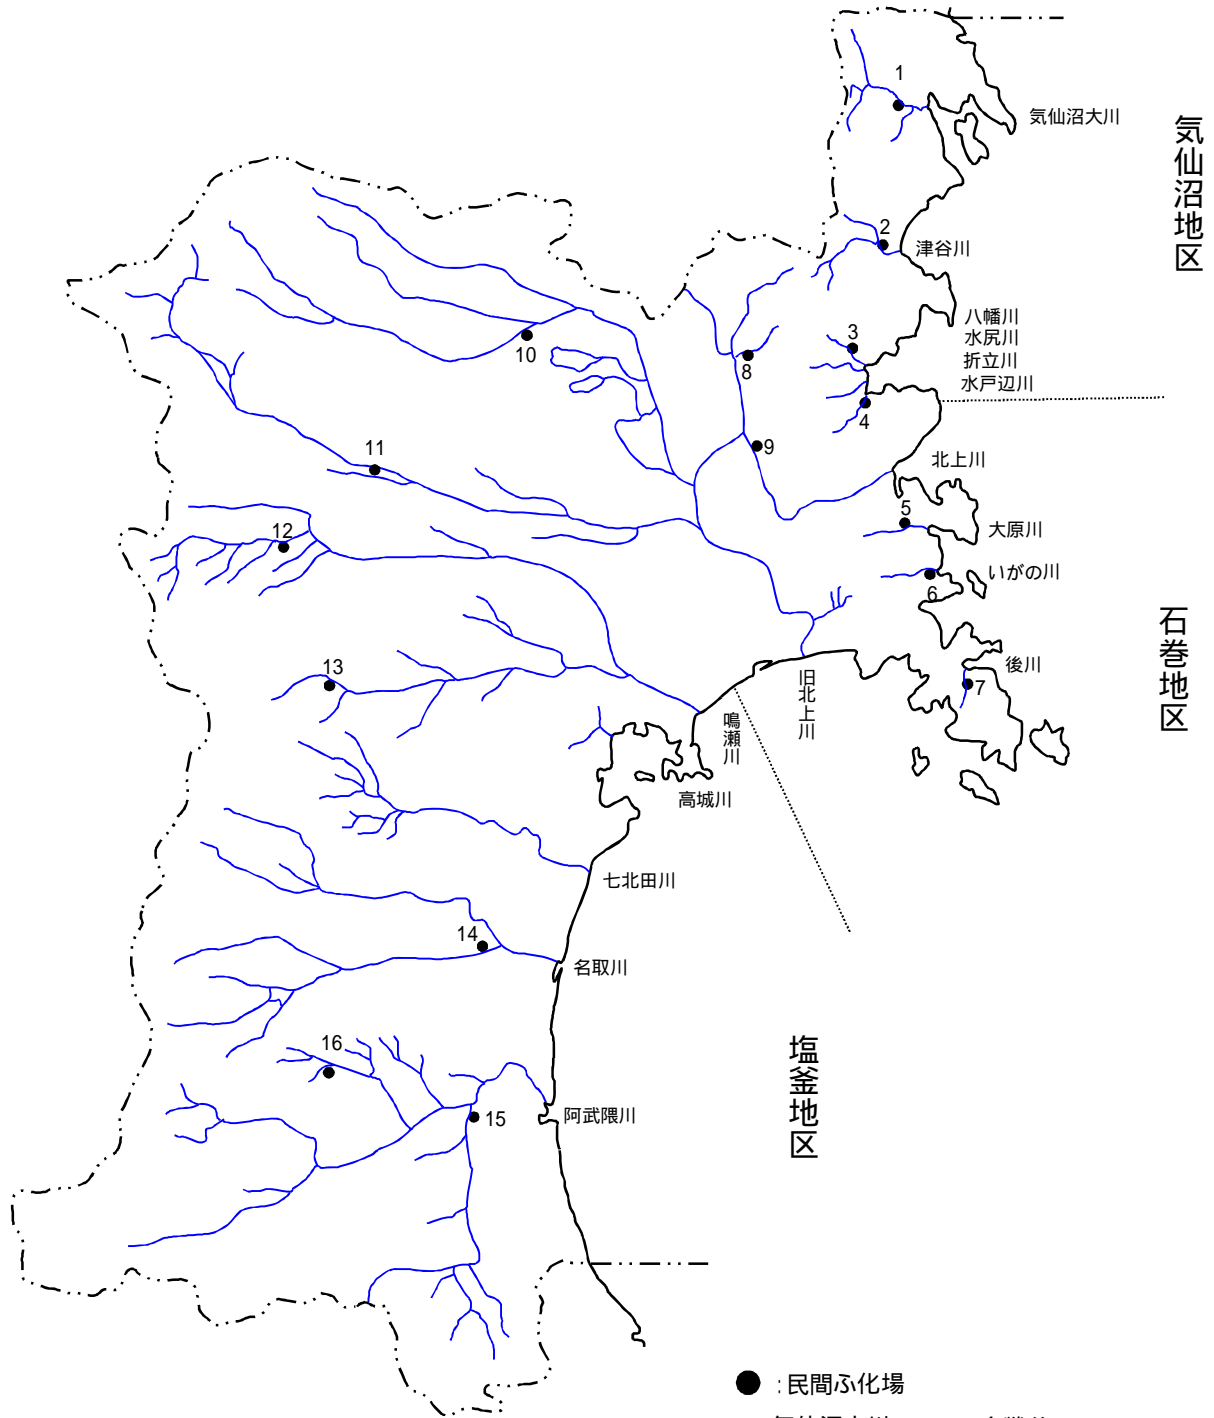 1
気仙沼大川
気仙沼地区
2
津谷川
八幡川
水尻川
折立川
水戸辺川
3
4
8
10
9
11
北上川
5
大原川
12
いがの川
6
石巻地区
後川
7
13
旧北上川
鳴瀬川
高城川
七北田川
14
名取川
16
塩釜地区
15
阿武隈川
● :民間ふ化場